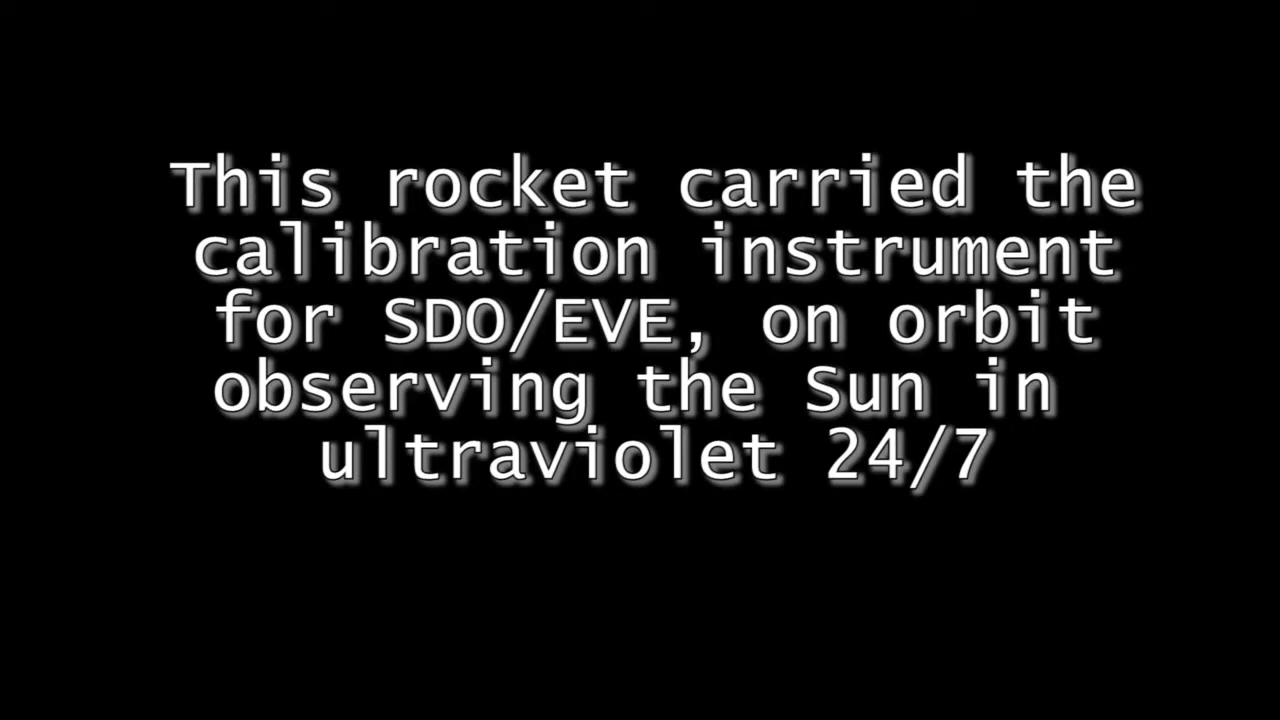 This rocket carried the
calibration instrument
for SDO/EVE, on orbit
observing the Sun in
ultraviolet 24/7